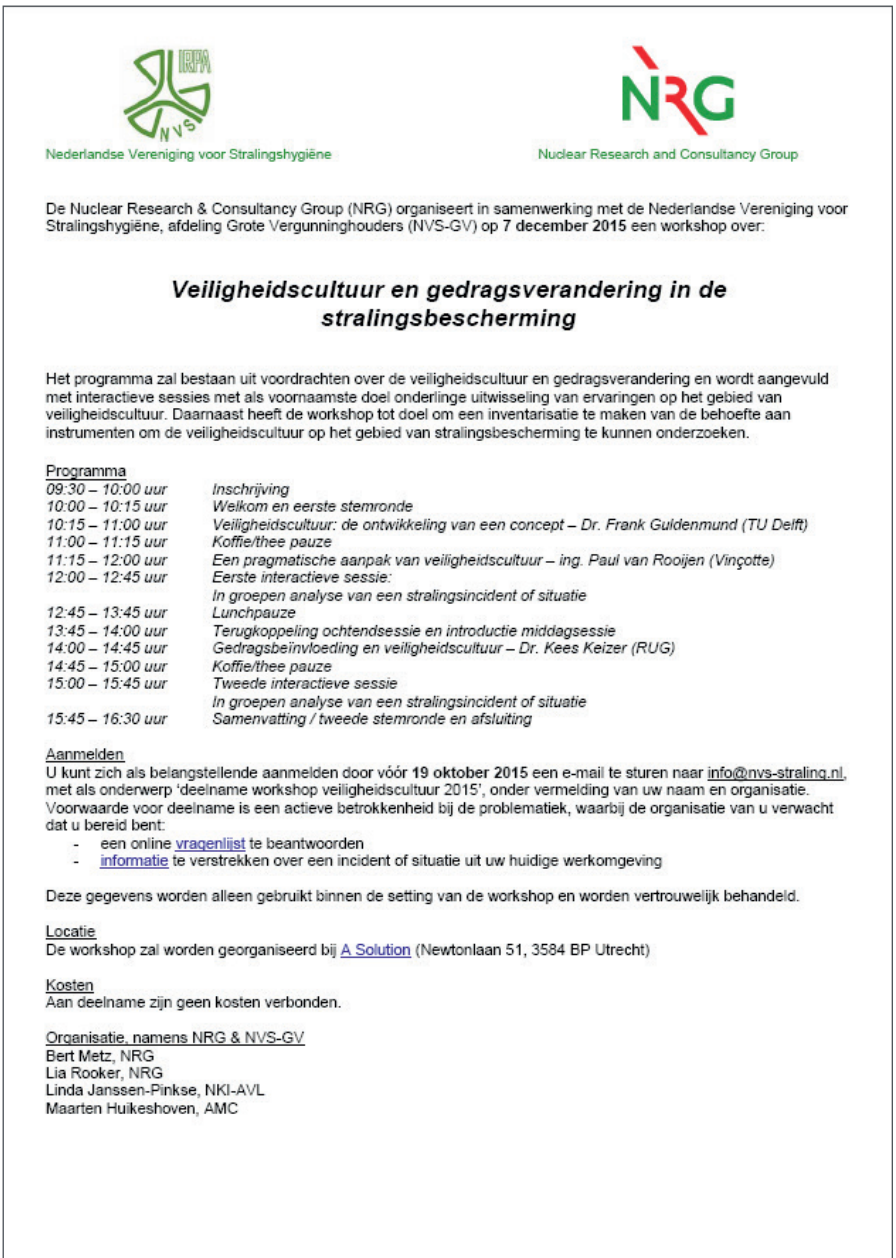 IRPA
NVS
NRG
Nederlandse Vereniging voor Stralingshygiëne
Nuclear Research and Consultancy Group
De Nuclear Research & Consultancy Group (NRG) organiseert in samenwerking met de Nederlandse Vereniging voor
Stralingshygiëne, afdeling Grote Vergunninghouders (NVS-GV) op 7 december 2015 een workshop over:
Veiligheidscultuur en gedragsverandering in de
stralingsbescherming
Het programma zal bestaan uit voordrachten over de veiligheidscultuur en gedragsverandering en wordt aangevuld
met interactieve sessies met als voornaamste doel onderlinge uitwisseling van ervaringen op het gebied van
veiligheidscultuur. Daarnaast heeft de workshop tot doel om een inventarisatie te maken van de behoefte aan
instrumenten om de veiligheidscultuur op het gebied van stralingsbescherming te kunnen onderzoeken.
Programma
09:30 – 10:00 uur Inschrijving
10:00 – 10:15 uur Welkom en eerste stemronde
10:15 – 11:00 uur Veiligheidscultuur: de ontwikkeling van een concept – Dr. Frank Guldenmund (TU Delft)
11:00 – 11:15 uur Koffie/thee pauze
11:15 – 12:00 uur Een pragmatische aanpak van veiligheidscultuur – ing. Paul van Rooijen (Vinçotte)
12:00 – 12:45 uur Eerste interactieve sessie:
In groepen analyse van een stralingsincident of situatie
12:45 – 13:45 uur Lunchpauze
13:45 – 14:00 uur Terugkoppeling ochtendsessie en introductie middagsessie
14:00 – 14:45 uur Gedragsbeïnvloeding en veiligheidscultuur – Dr. Kees Keizer (RUG)
14:45 – 15:00 uur Koffie/thee pauze
15:00 – 15:45 uur Tweede interactieve sessie
In groepen analyse van een stralingsincident of situatie
15:45 – 16:30 uur Samenvatting / tweede stemronde en afsluiting
Aanmelden
U kunt zich als belangstellende aanmelden door vóór 19 oktober 2015 een e-mail te sturen naar info@nvs-straling.nl,
met als onderwerp ‘deelname workshop veiligheidscultuur 2015’, onder vermelding van uw naam en organisatie.
Voorwaarde voor deelname is een actieve betrokkenheid bij de problematiek, waarbij de organisatie van u verwacht
dat u bereid bent:
- een online vragenlijst te beantwoorden
- informatie te verstrekken over een incident of situatie uit uw huidige werkomgeving
Deze gegevens worden alleen gebruikt binnen de setting van de workshop en worden vertrouwelijk behandeld.
Locatie
De workshop zal worden georganiseerd bij A Solution (Newtonlaan 51, 3584 BP Utrecht)
Kosten
Aan deelname zijn geen kosten verbonden.
Organisatie, namens NRG & NVS-GV
Bert Metz, NRG
Lia Rooker, NRG
Linda Janssen-Pinkse, NKI-AVL
Maarten Huikeshoven, AMC